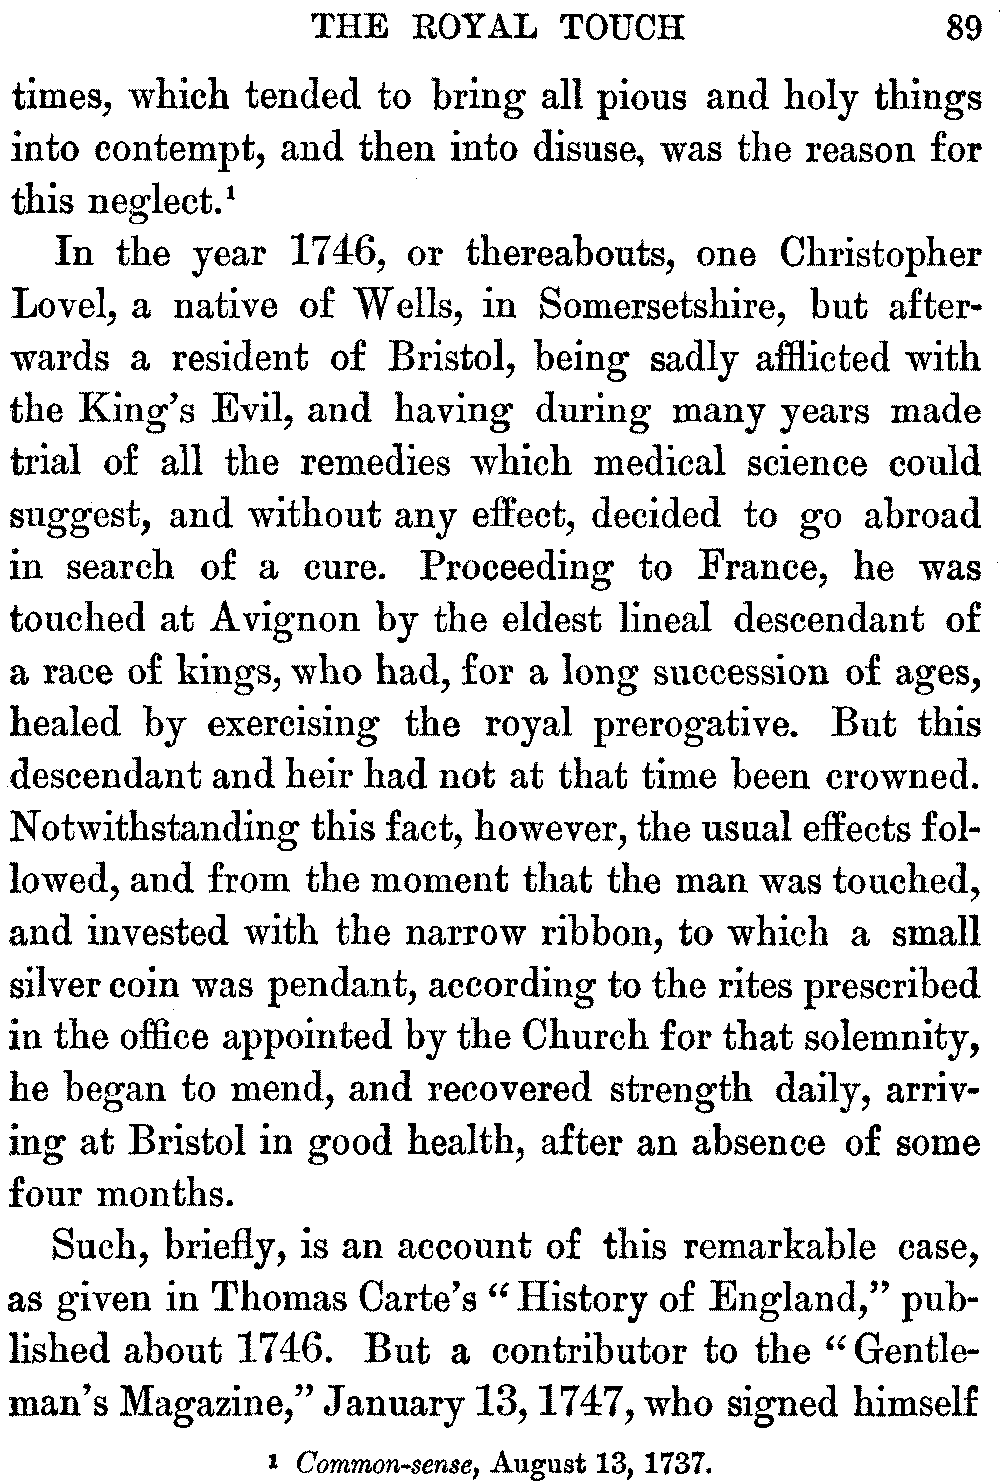 THE ROYAL TOUCH 89
times, which tended to bring all pious and holy things
into contempt, and then into disuse, was the reason for
this neglect.¹
In the year 1746, or thereabouts, one Christopher
Lovel, a native of Wells, in Somersetshire, but after-
wards a resident of Bristol, being sadly afflicted with
the King's Evil, and having during many years made
trial of all the remedies which medical science could
suggest, and without any effect, decided to go abroad
in search of a cure. Proceeding to France, he was
touched at Avignon by the eldest lineal descendant of
a race of kings, who had, for a long succession of ages,
healed by exercising the royal prerogative. But this
descendant and heir had not at that time been crowned.
Notwithstanding this fact, however, the usual effects fol-
lowed, and from the moment that the man was touched,
and invested with the narrow ribbon, to which a small
silver coin was pendant, according to the rites prescribed
in the office appointed by the Church for that solemnity,
he began to mend, and recovered strength daily, arriv-
ing at Bristol in good health, after an absence of some
four months.
Such, briefly, is an account of this remarkable case,
as given in Thomas Carte's "History of England," pub-
lished about 1746. But a contributor to the "Gentle-
man's Magazine," January 13, 1747, who signed himself
¹ Common-sense, August 13, 1737.